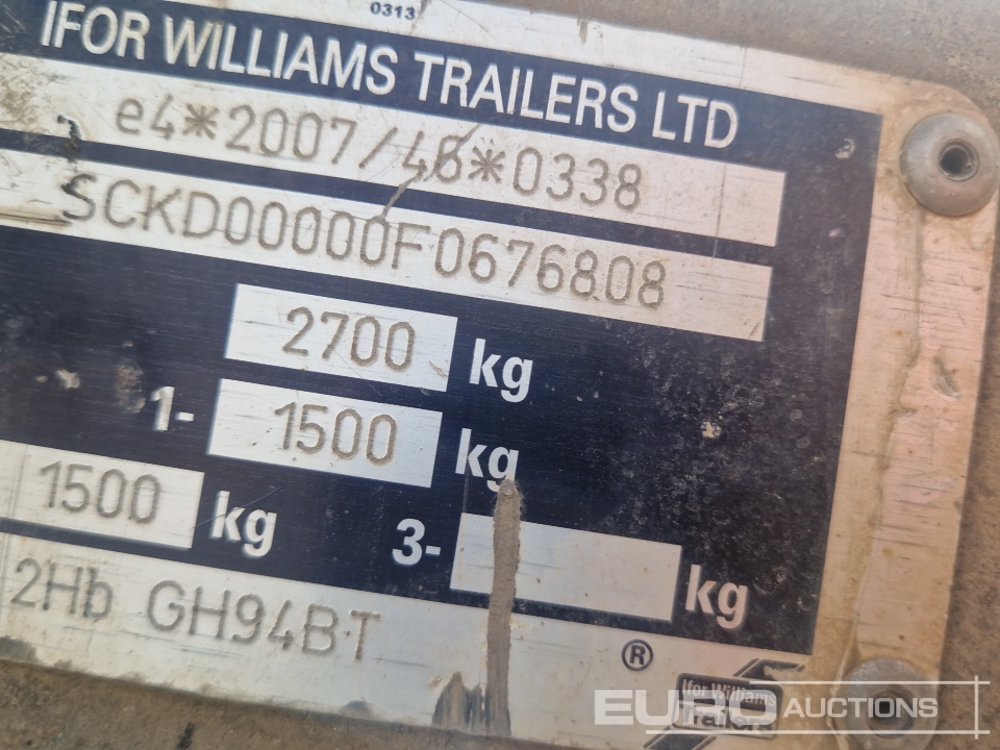 0313
IFOR WILLIAMS TRAILERS LTD
e4*2007/46*0338
SCKD00000F0676808
2700 kg
1- 1500 kg
1500 kg 3- kg
2Hb GH94BT
®
Ifor Williams
Trailers
EURO AUCTIONS